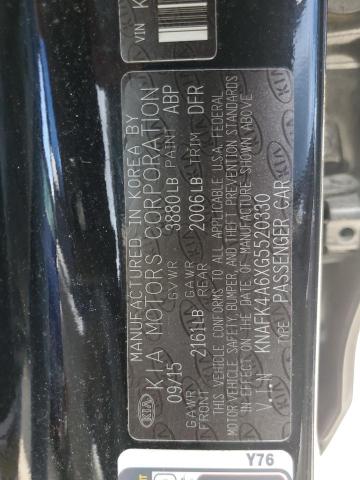 VIN K
MANUFACTURED IN KOREA BY
KIA MOTORS CORPORATION
09/15 GVWR 3880LB PAINT ABP
GAWR FRONT 2161LB GAWR REAR 2006LB TRIM DFR
THIS VEHICLE CONFORMS TO ALL APPLICABLE U.S.A. FEDERAL
MOTOR VEHICLE SAFETY, BUMPER, AND THEFT PREVENTION STANDARDS
IN EFFECT ON THE DATE OF MANUFACTURE SHOWN ABOVE.
V.I.N KNAFK4A6XG5520330
TYPE: PASSENGER CAR
KIA
Y76